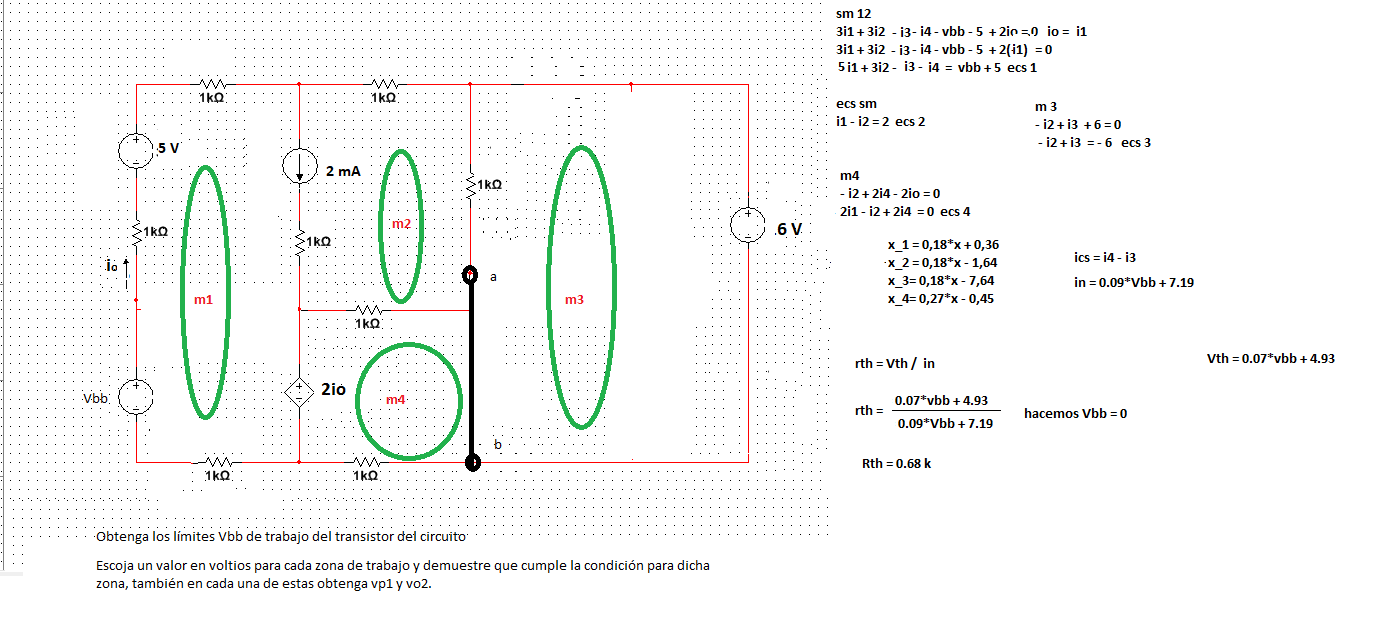 sm 12
3i1 + 3i2 - i3 - i4 - vbb - 5 + 2io = 0 io = i1
3i1 + 3i2 - i3 - i4 - vbb - 5 + 2(i1) = 0
5 i1 + 3i2 - i3 - i4 = vbb + 5 ecs 1
ecs sm
i1 - i2 = 2 ecs 2
m 3
- i2 + i3 + 6 = 0
- i2 + i3 = - 6 ecs 3
m4
- i2 + 2i4 - 2io = 0
2i1 - i2 + 2i4 = 0 ecs 4
x_1 = 0,18*x + 0,36
x_2 = 0,18*x - 1,64
x_3= 0,18*x - 7,64
x_4= 0,27*x - 0,45
ics = i4 - i3
in = 0.09*Vbb + 7.19
rth = Vth / in
Vth = 0.07*vbb + 4.93
rth =
0.07*vbb + 4.93
0.09*Vbb + 7.19
hacemos Vbb = 0
Rth = 0.68 k
1kΩ
1kΩ
5 V
2 mA
1kΩ
m2
1kΩ
1kΩ
6 V
io
a
m1
m3
1kΩ
1kΩ
2io
Vbb
m4
b
1kΩ
1kΩ
Obtenga los límites Vbb de trabajo del transistor del circuito
Escoja un valor en voltios para cada zona de trabajo y demuestre que cumple la condición para dicha
zona, también en cada una de estas obtenga vp1 y vo2.